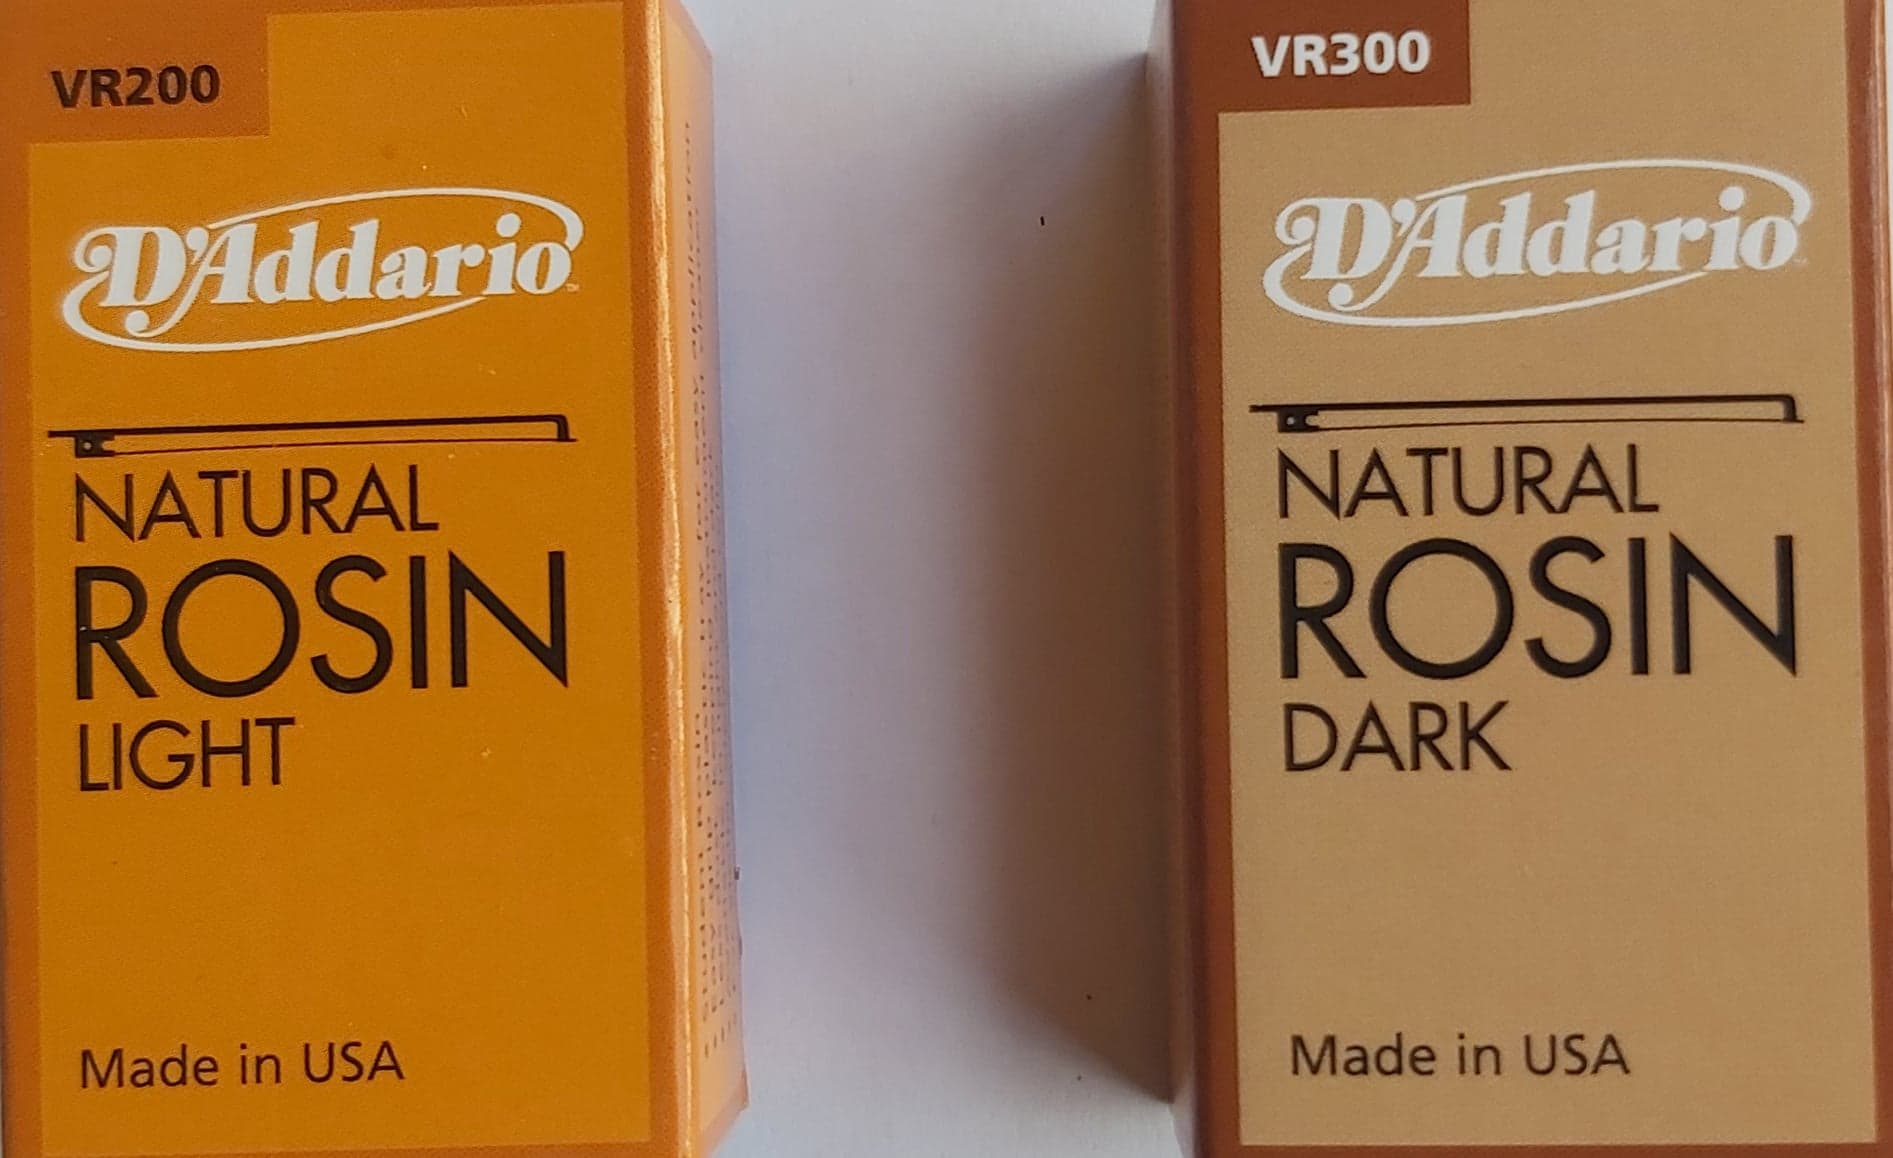 VR200
D'Addario
NATURAL
ROSIN
LIGHT
Made in USA
VR300
D'Addario
NATURAL
ROSIN
DARK
Made in USA